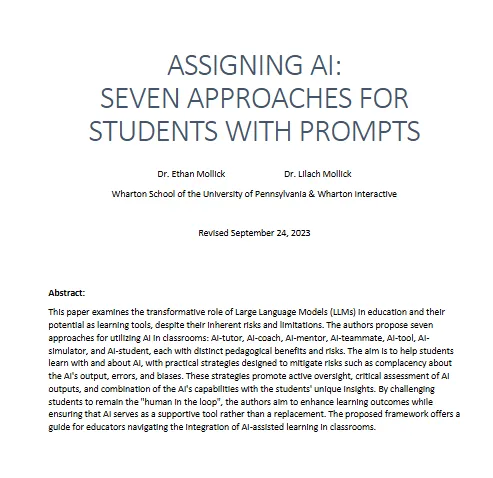 ASSIGNING AI:
SEVEN APPROACHES FOR
STUDENTS WITH PROMPTS
Dr. Ethan Mollick Dr. Lilach Mollick
Wharton School of the University of Pennsylvania & Wharton Interactive
Revised September 24, 2023
Abstract:
This paper examines the transformative role of Large Language Models (LLMs) in education and their
potential as learning tools, despite their inherent risks and limitations. The authors propose seven
approaches for utilizing AI in classrooms: AI-tutor, AI-coach, AI-mentor, AI-teammate, AI-tool, AI-
simulator, and AI-student, each with distinct pedagogical benefits and risks. The aim is to help students
learn with and about AI, with practical strategies designed to mitigate risks such as complacency about
the AI's output, errors, and biases. These strategies promote active oversight, critical assessment of AI
outputs, and combination of the AI's capabilities with the students' unique insights. By challenging
students to remain the "human in the loop", the authors aim to enhance learning outcomes while
ensuring that AI serves as a supportive tool rather than a replacement. The proposed framework offers a
guide for educators navigating the integration of AI-assisted learning in classrooms.